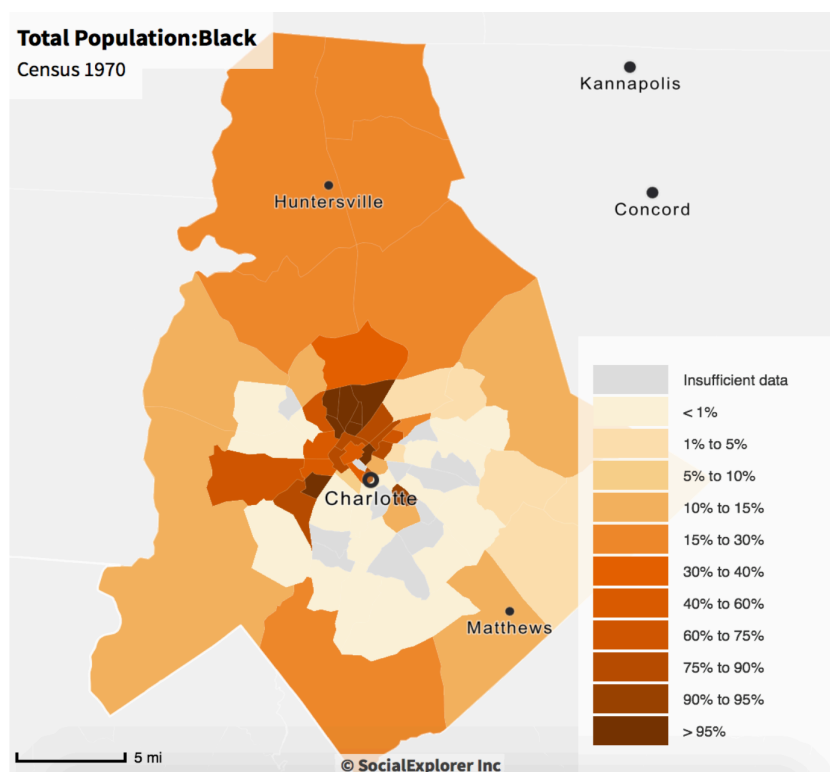 Total Population:Black
Census 1970
Kannapolis
Huntersville
Concord
Insufficient data
< 1%
1% to 5%
5% to 10%
10% to 15%
15% to 30%
30% to 40%
40% to 60%
60% to 75%
75% to 90%
90% to 95%
> 95%
Charlotte
Matthews
5 mi
© SocialExplorer Inc